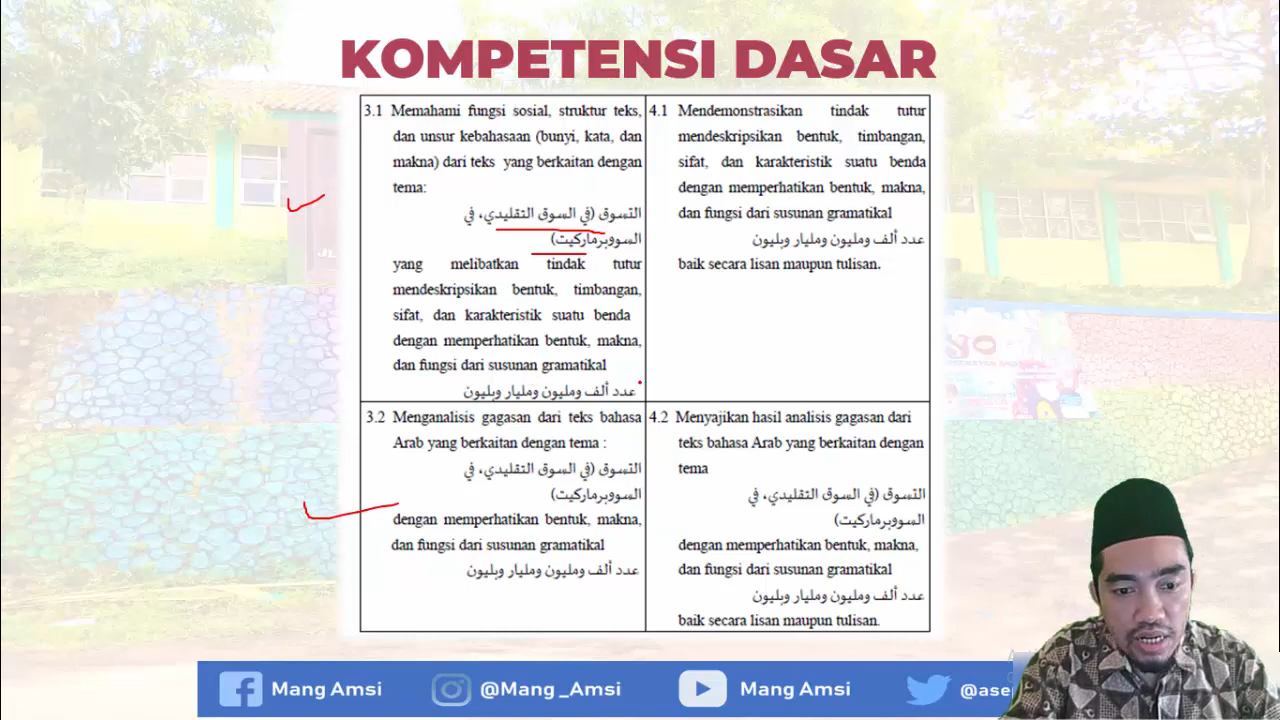 KOMPETENSI DASAR
3.1 Memahami fungsi sosial, struktur teks,
dan unsur kebahasaan (bunyi, kata, dan
makna) dari teks yang berkaitan dengan
tema:
التسوق (في السوق التقليدي، في
السووبرماركيت)
yang melibatkan tindak tutur
mendeskripsikan bentuk, timbangan,
sifat, dan karakteristik suatu benda
dengan memperhatikan bentuk, makna,
dan fungsi dari susunan gramatikal
عدد ألف ومليون ومليار وبليون
4.1 Mendemonstrasikan tindak tutur
mendeskripsikan bentuk, timbangan,
sifat, dan karakteristik suatu benda
dengan memperhatikan bentuk, makna,
dan fungsi dari susunan gramatikal
عدد ألف ومليون ومليار وبليون
baik secara lisan maupun tulisan.
3.2 Menganalisis gagasan dari teks bahasa
Arab yang berkaitan dengan tema :
التسوق (في السوق التقليدي، في
السووبرماركيت)
dengan memperhatikan bentuk, makna,
dan fungsi dari susunan gramatikal
عدد ألف ومليون ومليار وبليون
4.2 Menyajikan hasil analisis gagasan dari
teks bahasa Arab yang berkaitan dengan
tema
التسوق (في السوق التقليدي، في
السووبرماركيت)
dengan memperhatikan bentuk, makna,
dan fungsi dari susunan gramatikal
عدد ألف ومليون ومليار وبليون
baik secara lisan maupun tulisan.
Mang Amsi
@Mang_Amsi
Mang Amsi